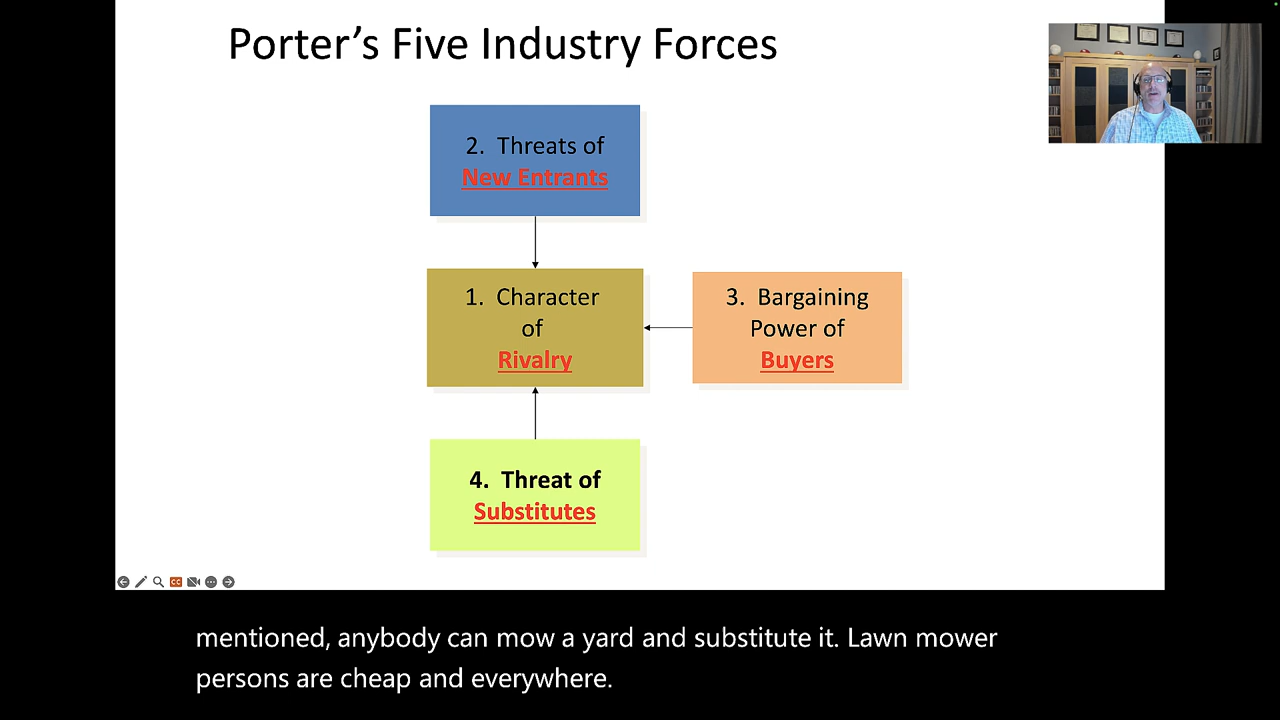 Porter’s Five Industry Forces
2. Threats of
New Entrants
1. Character
of
Rivalry
3. Bargaining
Power of
Buyers
4. Threat of
Substitutes
CC
mentioned, anybody can mow a yard and substitute it. Lawn mower
persons are cheap and everywhere.